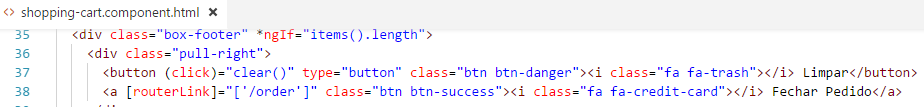 <> shopping-cart.component.html ×
35 <div class="box-footer" *ngIf="items().length">
36 <div class="pull-right">
37 <button (click)="clear()" type="button" class="btn btn-danger"><i class="fa fa-trash"></i> Limpar</button>
38 <a [routerLink]="['/order']" class="btn btn-success"><i class="fa fa-credit-card"></i> Fechar Pedido</a>